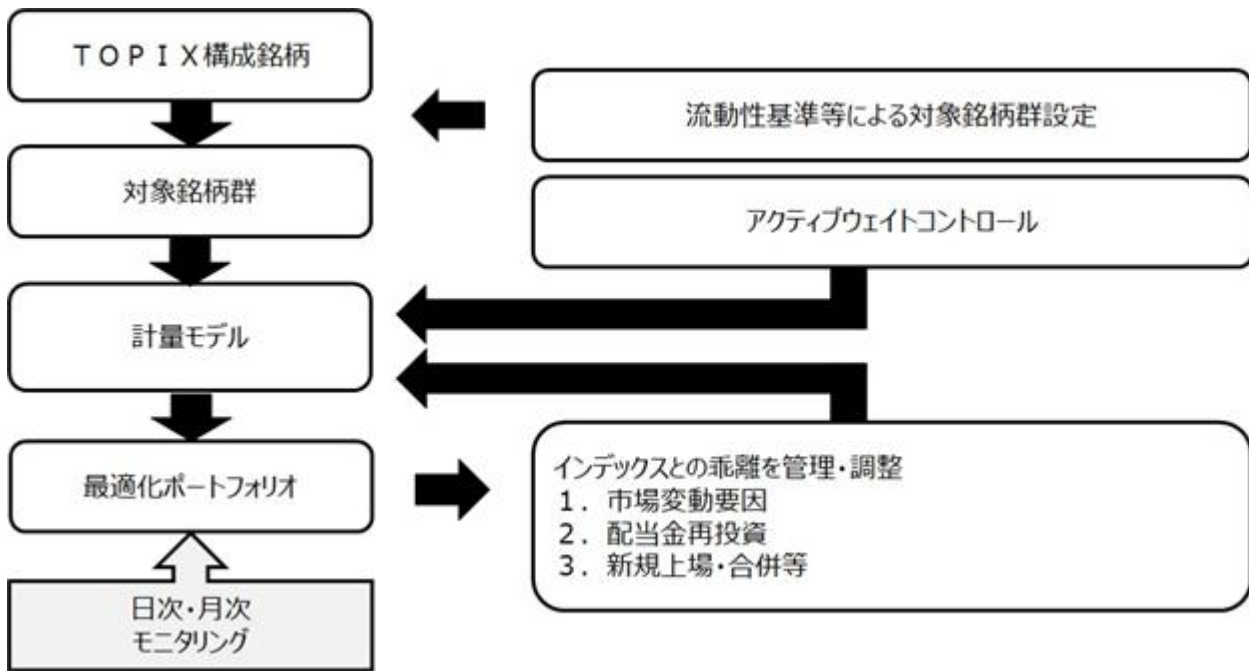 ＴＯＰＩＸ構成銘柄
流動性基準等による対象銘柄群設定
対象銘柄群
アクティブウェイトコントロール
計量モデル
最適化ポートフォリオ
インデックスとの乖離を管理・調整
１．市場変動要因
２．配当金再投資
３．新規上場・合併等
日次・月次
モニタリング